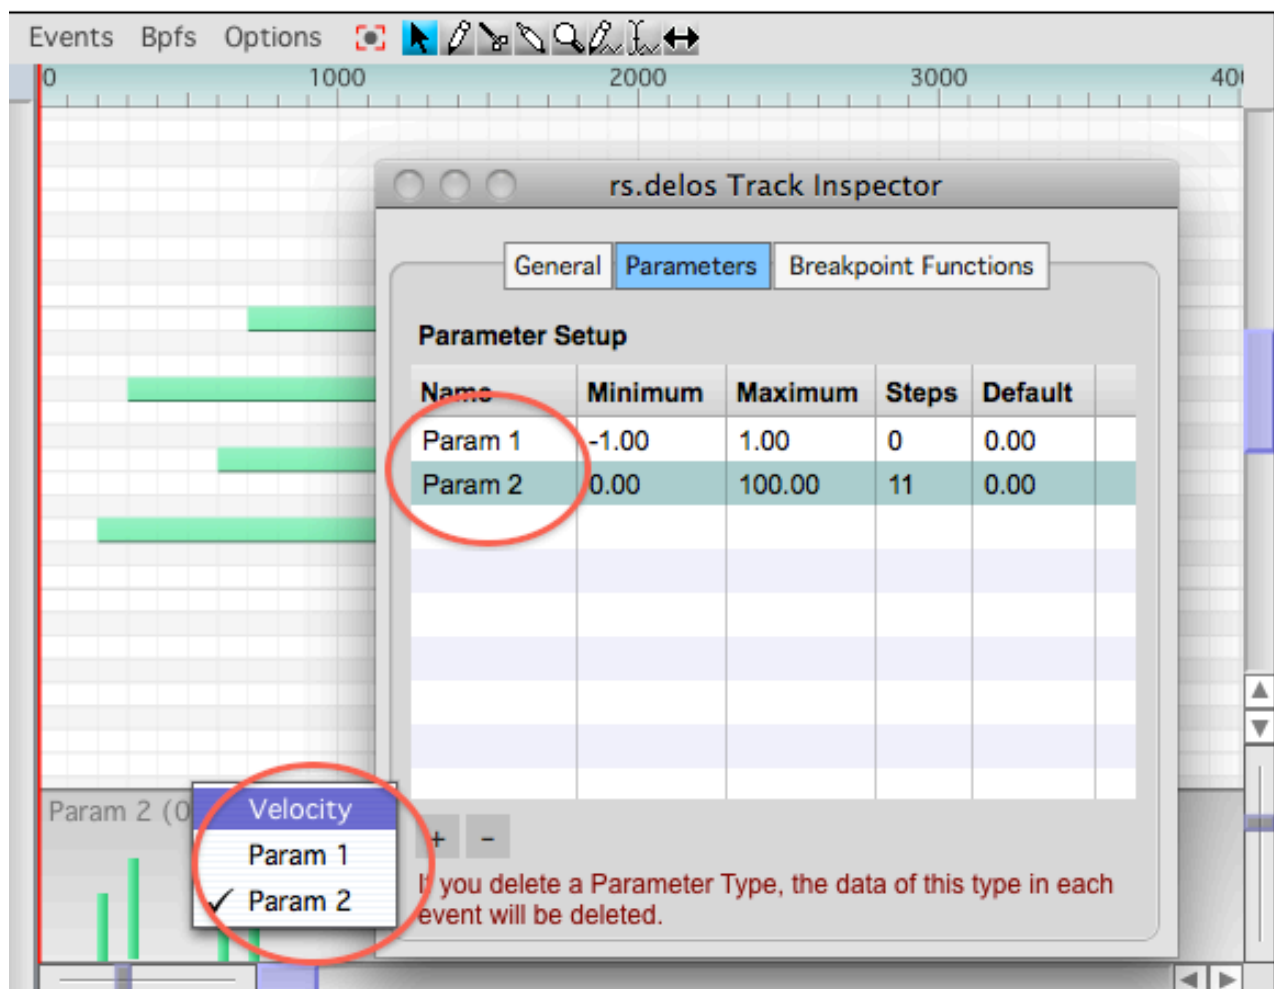 Events Bpfs Options
0 1000 2000 3000 400
rs.delos Track Inspector
General Parameters Breakpoint Functions
Parameter Setup
Name Minimum Maximum Steps Default
Param 1 -1.00 1.00 0 0.00
Param 2 0.00 100.00 11 0.00
Param 2 (0
Velocity
Param 1
✓ Param 2
+ -
If you delete a Parameter Type, the data of this type in each
event will be deleted.